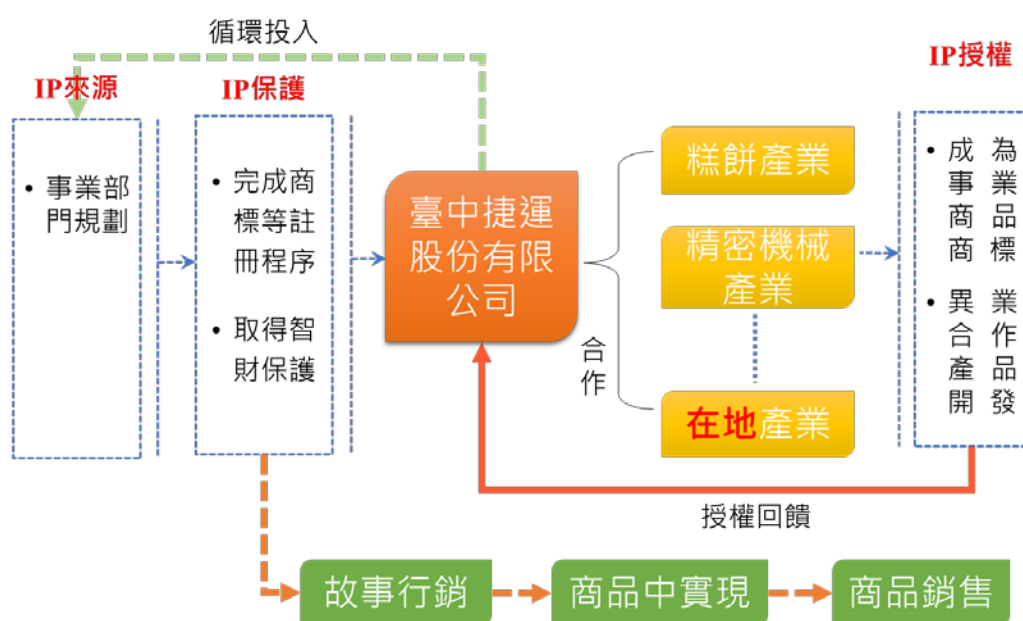 循環投入
IP來源
IP保護
IP授權
• 事業部
門規劃
• 完成商
標等註
冊程序
• 取得智
財保護
臺中捷運
股份有限
公司
合
作
糕餅產業
精密機械
產業
在地產業
• 成為
事業
商品
商標
• 異業
合作
產品
開發
授權回饋
故事行銷
商品中實現
商品銷售